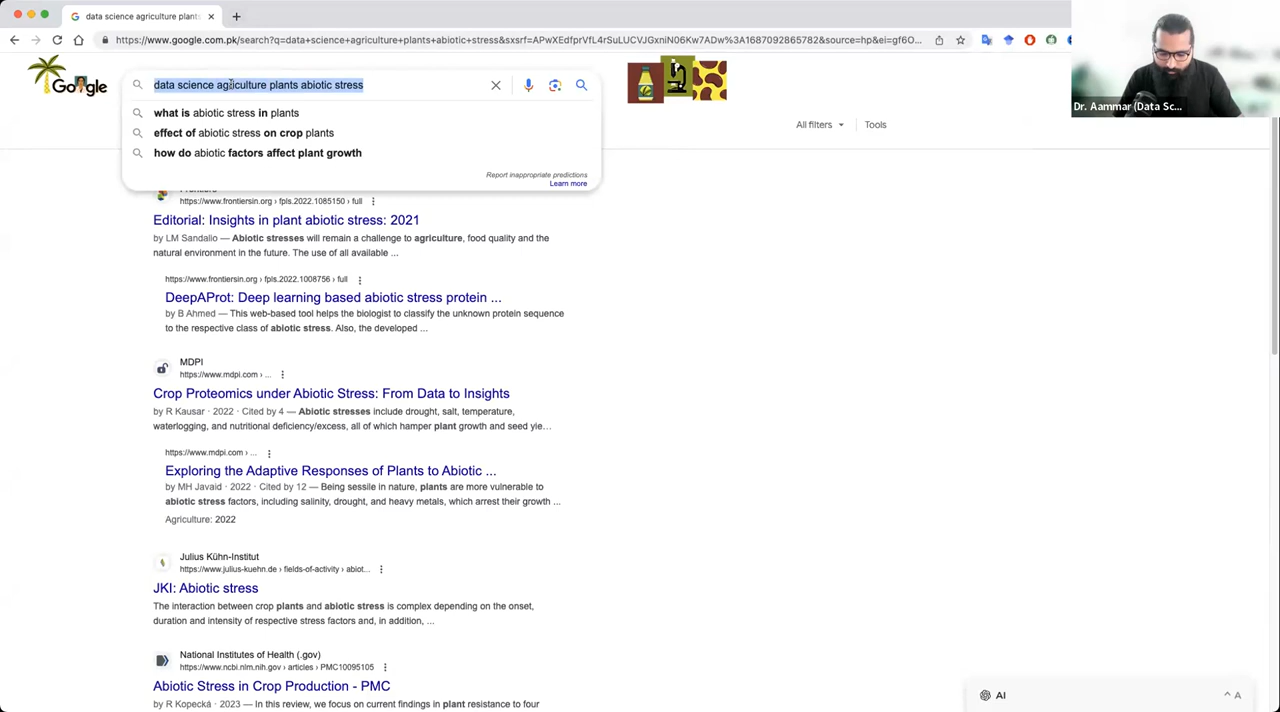 data science agriculture plants
https://www.google.com.pk/search?q=data+science+agriculture+plants+abiotic+stress&sxsrf=APwXEdfprVfL4rSuLUCVJGxniN06Kw7ADw%3A1687092865782&source=hp&ei=gf6O...
Dr. Aammar (Data Sc...
Google
data science agriculture plants abiotic stress
what is abiotic stress in plants
effect of abiotic stress on crop plants
how do abiotic factors affect plant growth
Report inappropriate predictions
Learn more
All filters
Tools
Frontiers
https://www.frontiersin.org › fpls.2022.1085150 › full
Editorial: Insights in plant abiotic stress: 2021
by LM Sandalio — Abiotic stresses will remain a challenge to agriculture, food quality and the
natural environment in the future. The use of all available ...
https://www.frontiersin.org › fpls.2022.1008756 › full
DeepAProt: Deep learning based abiotic stress protein ...
by B Ahmed — This web-based tool helps the biologist to classify the unknown protein sequence
to the respective class of abiotic stress. Also, the developed ...
MDPI
https://www.mdpi.com › ...
Crop Proteomics under Abiotic Stress: From Data to Insights
by R Kausar · 2022 · Cited by 4 — Abiotic stresses include drought, salt, temperature,
waterlogging, and nutritional deficiency/excess, all of which hamper plant growth and seed yie...
https://www.mdpi.com › ...
Exploring the Adaptive Responses of Plants to Abiotic ...
by MH Javaid · 2022 · Cited by 12 — Being sessile in nature, plants are more vulnerable to
abiotic stress factors, including salinity, drought, and heavy metals, which arrest their growth ...
Agriculture: 2022
Julius Kühn-Institut
https://www.julius-kuehn.de › fields-of-activity › abiot...
JKI: Abiotic stress
The interaction between crop plants and abiotic stress is complex depending on the onset,
duration and intensity of respective stress factors and, in addition, ...
National Institutes of Health (.gov)
https://www.ncbi.nlm.nih.gov › articles › PMC10095105
Abiotic Stress in Crop Production - PMC
by R Kopecká · 2023 — In this review, we focus on current findings in plant resistance to four
AI
A